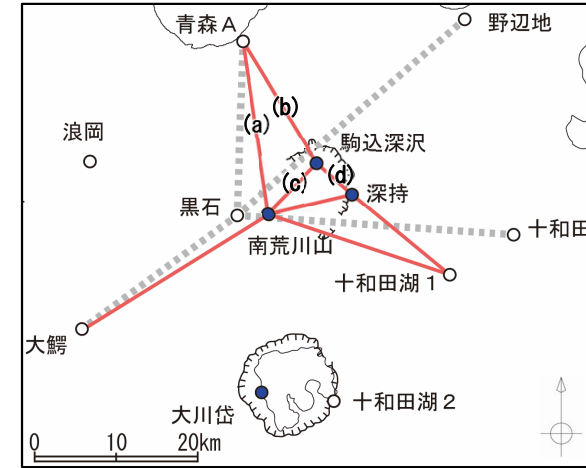 青森A
野辺地
(b)
(a)
浪岡
駒込深沢
(c)
(d)
深持
黒石
十和田
南荒川山
十和田湖1
大鰐
大川岱
十和田湖2
0 10 20km